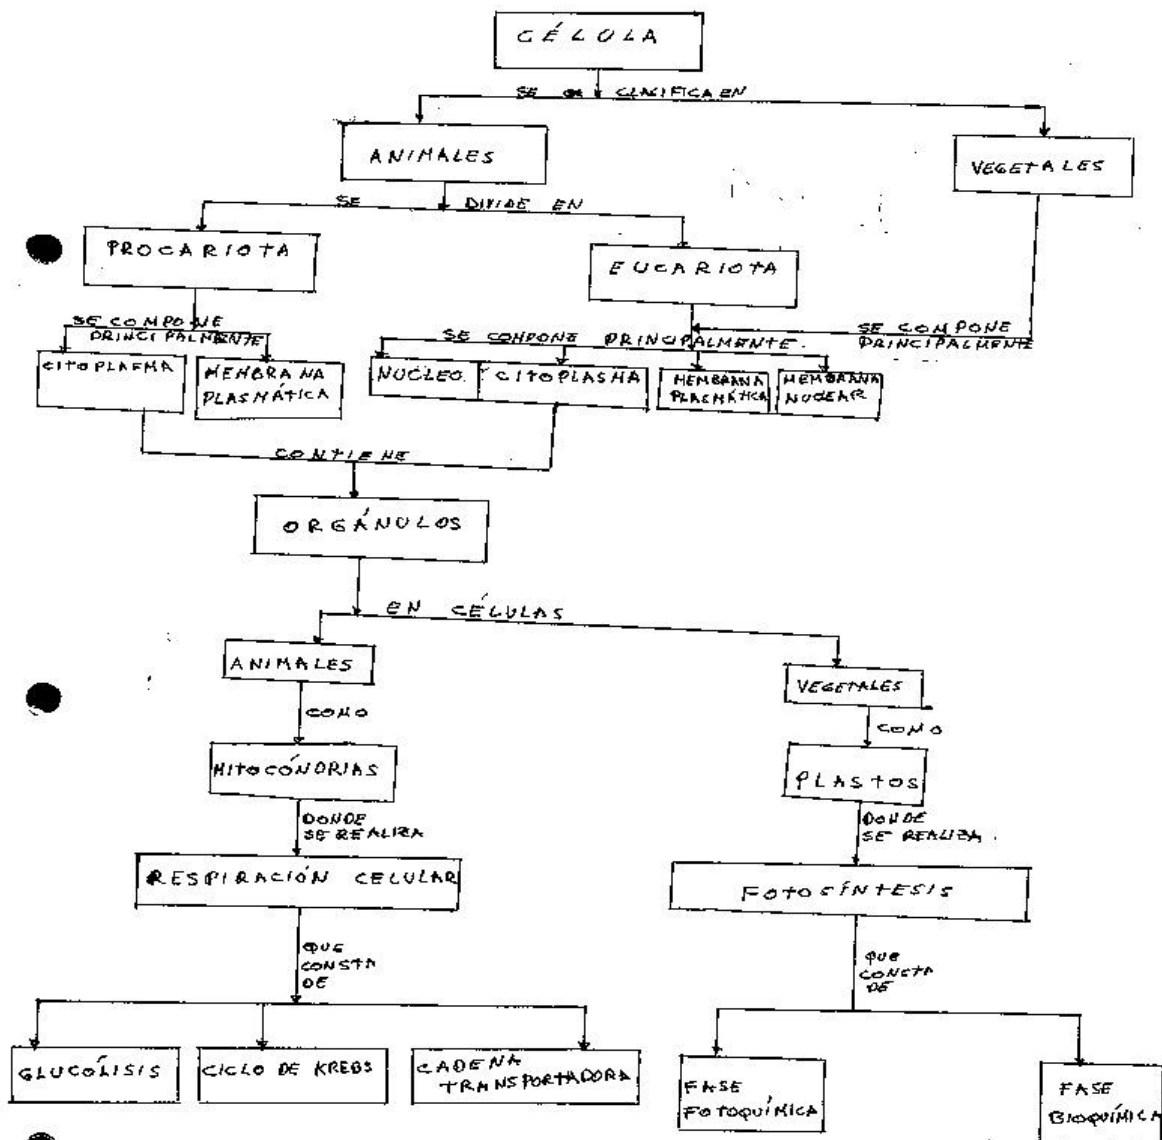 CÉLULA
SE CLASIFICA EN
ANIMALES
VEGETALES
SE DIVIDE EN
PROCARIOTA
EUCARIOTA
SE COMPONE
PRINCIPALMENTE
SE COMPONE PRINCIPALMENTE.
SE COMPONE
PRINCIPALMENTE
CITOPLASMA
MEMBRANA
PLASMÁTICA
NÚCLEO.
CITOPLASMA
MEMBRANA
PLASMÁTICA
MEMBRANA
NUCEAR
CONTIENE
ORGÁNULOS
EN CÉLULAS
ANIMALES
VEGETALES
COMO
COMO
MITOCÓNDRIAS
PLASTOS
DONDE
SE REALIZA
DONDE
SE REALIZA.
RESPIRACIÓN CELULAR
FOTOSÍNTESIS
QUE
CONSTA
DE
QUE
CONSTA
DE
GLUCÓLISIS
CICLO DE KREBS
CADENA
TRANSPORTADORA
FASE
FOTOQUÍMICA
FASE
BIOQUÍMICA